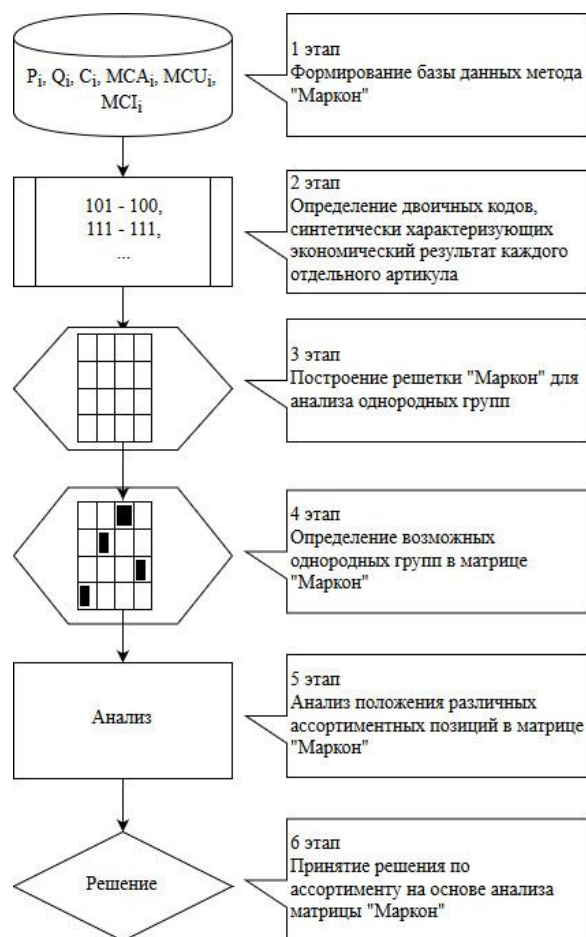 P_i, Q_i, C_i, MCA_i, MCU_i,
MCI_i
1 этап
Формирование базы данных метода
"Маркон"
101 - 100,
111 - 111,
...
2 этап
Определение двоичных кодов,
синтетически характеризующих
экономический результат каждого
отдельного артикула
3 этап
Построение решетки "Маркон" для
анализа однородных групп
4 этап
Определение возможных
однородных групп в матрице
"Маркон"
Анализ
5 этап
Анализ положения различных
ассортиментных позиций в матрице
"Маркон"
Решение
6 этап
Принятие решения по
ассортименту на основе анализа
матрицы "Маркон"